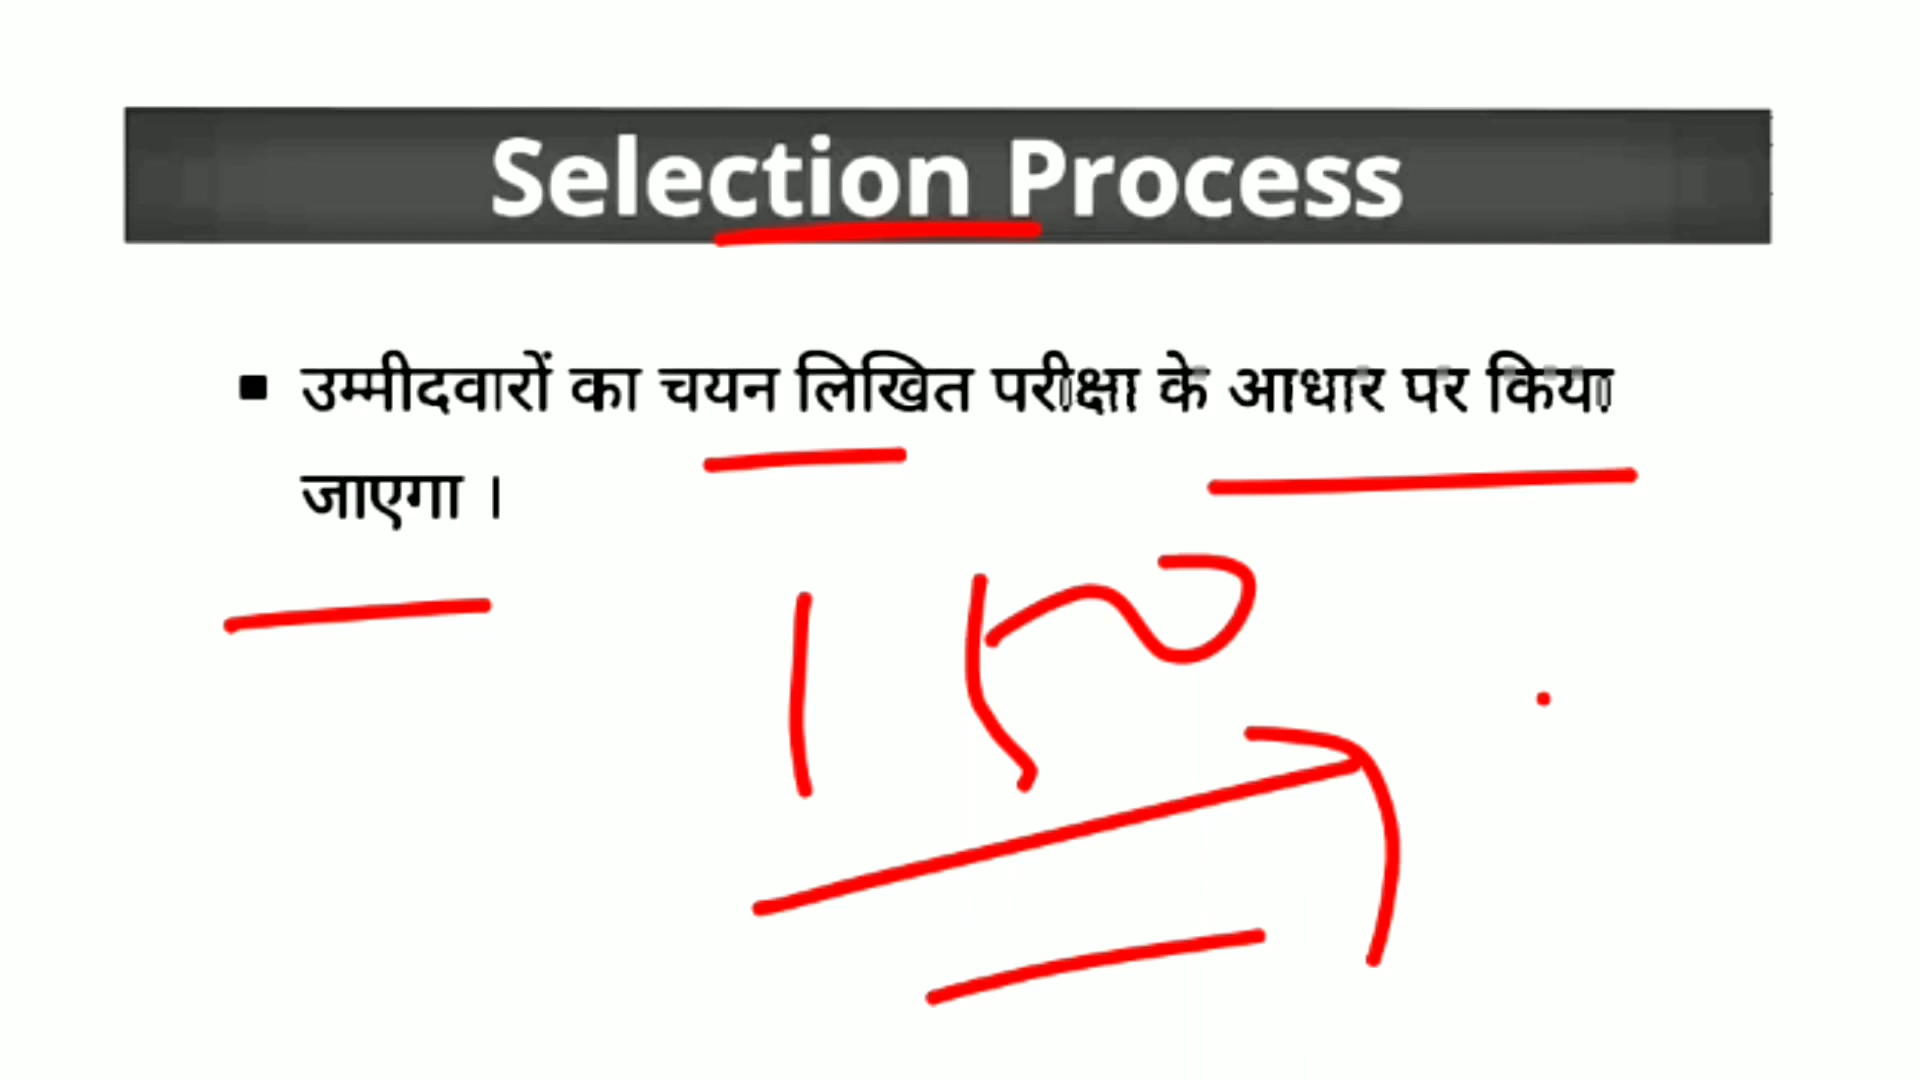 Selection Process
▪ उम्मीदवारों का चयन लिखित परीक्षा के आधार पर किया
जाएगा ।